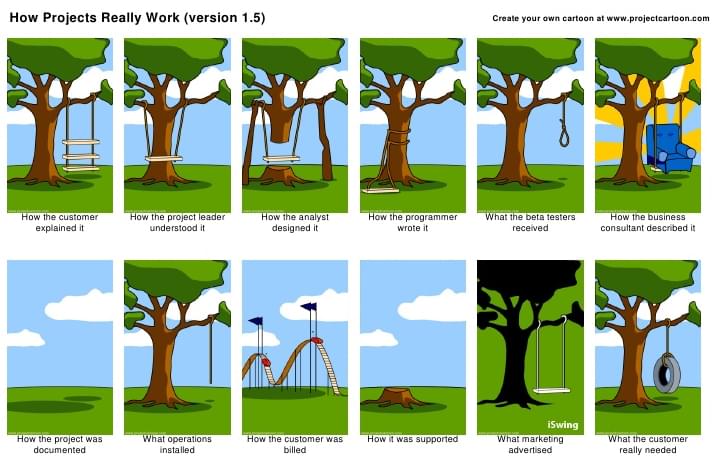 How Projects Really Work (version 1.5)
Create your own cartoon at www.projectcartoon.com
How the customer
explained it
How the project leader
understood it
How the analyst
designed it
How the programmer
wrote it
What the beta testers
received
How the business
consultant described it
How the project was
documented
What operations
installed
How the customer was
billed
How it was supported
iSwing
What marketing
advertised
What the customer
really needed